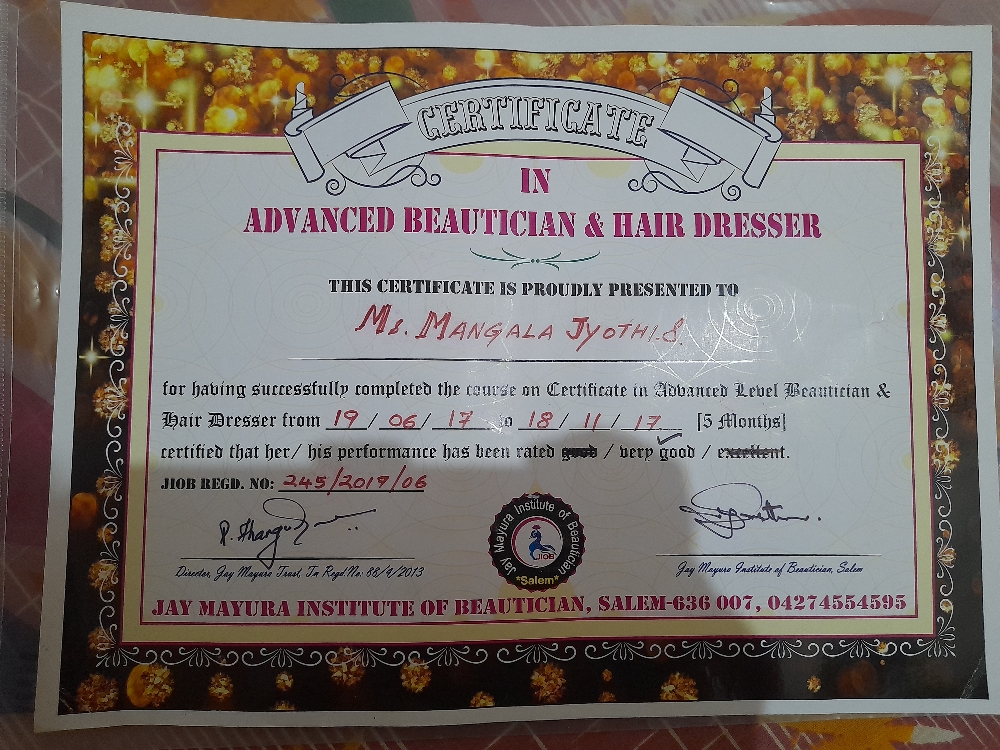 CERTIFICATE
IN
ADVANCED BEAUTICIAN & HAIR DRESSER
THIS CERTIFICATE IS PROUDLY PRESENTED TO
Ms. MANGALA JYOTHI.S.
for having successfully completed the course on Certificate in Advanced Level Beautician &
Hair Dresser from 19 / 06 / 17 to 18 / 11 / 17 [5 Months]
certified that her/ his performance has been rated good / very good / excellent.
JIOB REGD. NO: 245/2017/06
Jay Mayura Institute of Beautician
JIOB
*Salem*
Director, Jay Mayura Trust, Tn Regd.No: 88/4/2013
Jay Mayura Institute of Beautician, Salem
JAY MAYURA INSTITUTE OF BEAUTICIAN, SALEM-636 007, 04274554595